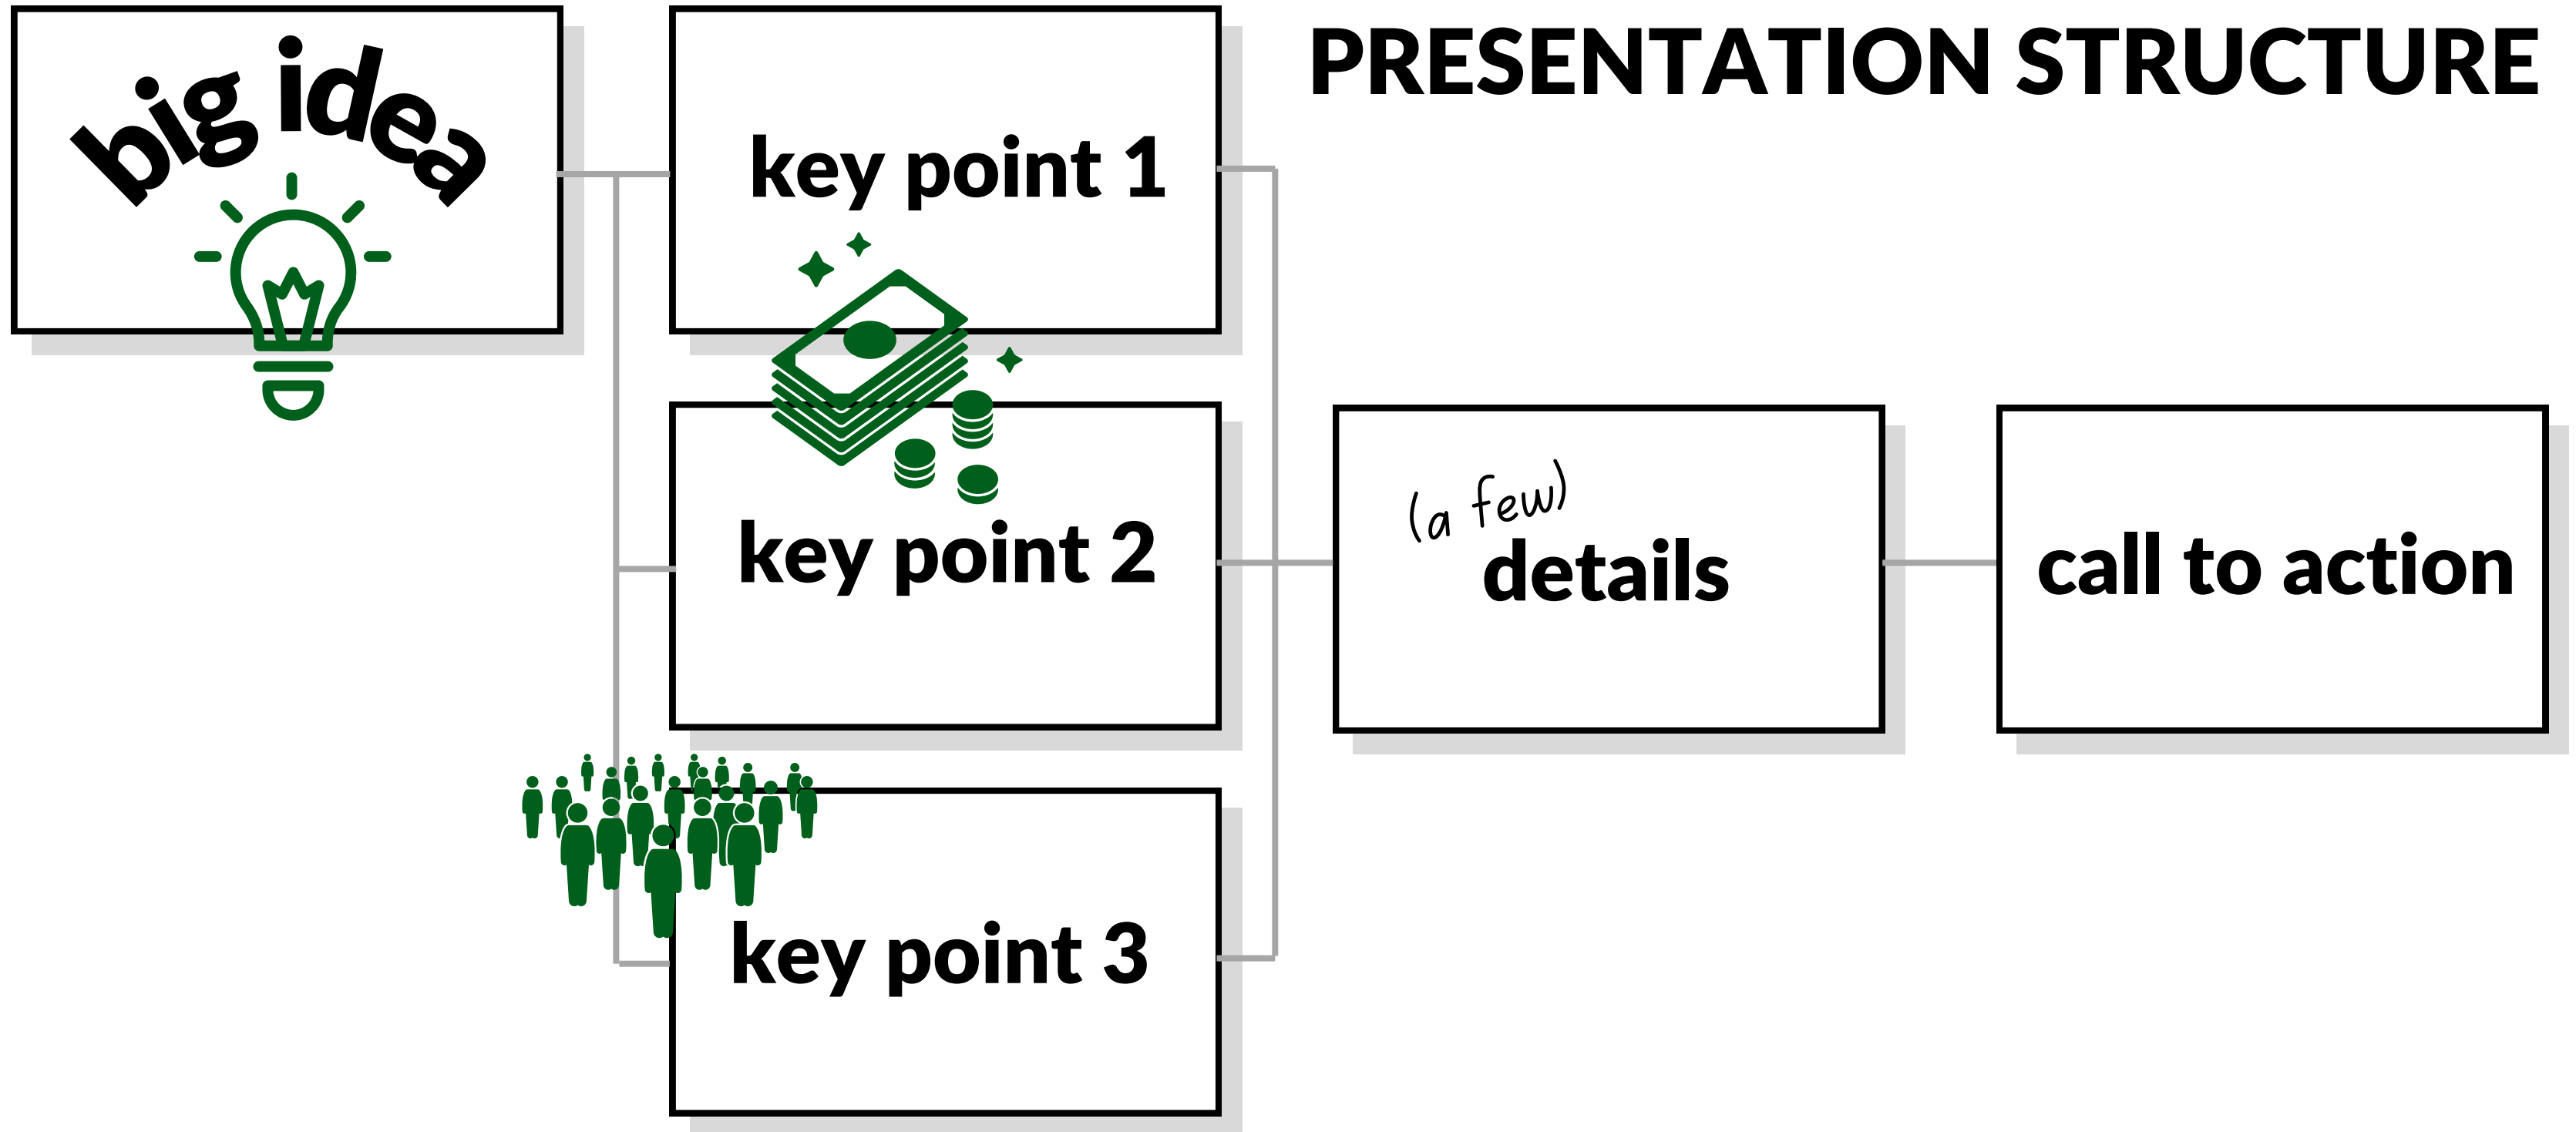 big idea
key point 1
PRESENTATION STRUCTURE
key point 2
(a few)
details
call to action
key point 3